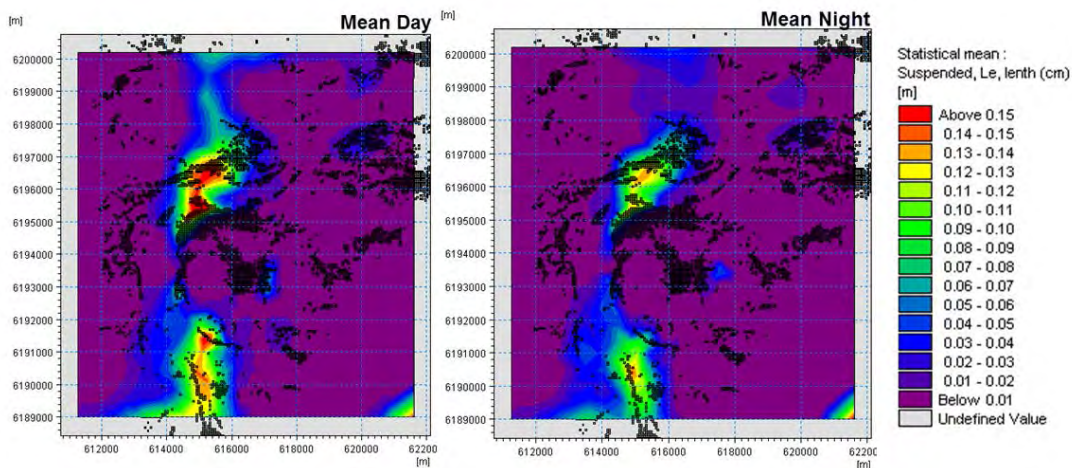 [m]
Mean Day
6200000
6199000
6198000
6197000
6196000
6195000
6194000
6193000
6192000
6191000
6190000
6189000
612000 614000 616000 618000 620000 622000
[m]
[m]
Mean Night
6200000
6199000
6198000
6197000
6196000
6195000
6194000
6193000
6192000
6191000
6190000
6189000
612000 614000 616000 618000 620000 62200
[m]
Statistical mean :
Suspended, Le, lenth (cm)
[m]
Above 0.15
0.14 - 0.15
0.13 - 0.14
0.12 - 0.13
0.11 - 0.12
0.10 - 0.11
0.09 - 0.10
0.08 - 0.09
0.07 - 0.08
0.06 - 0.07
0.05 - 0.06
0.04 - 0.05
0.03 - 0.04
0.02 - 0.03
0.01 - 0.02
Below 0.01
Undefined Value